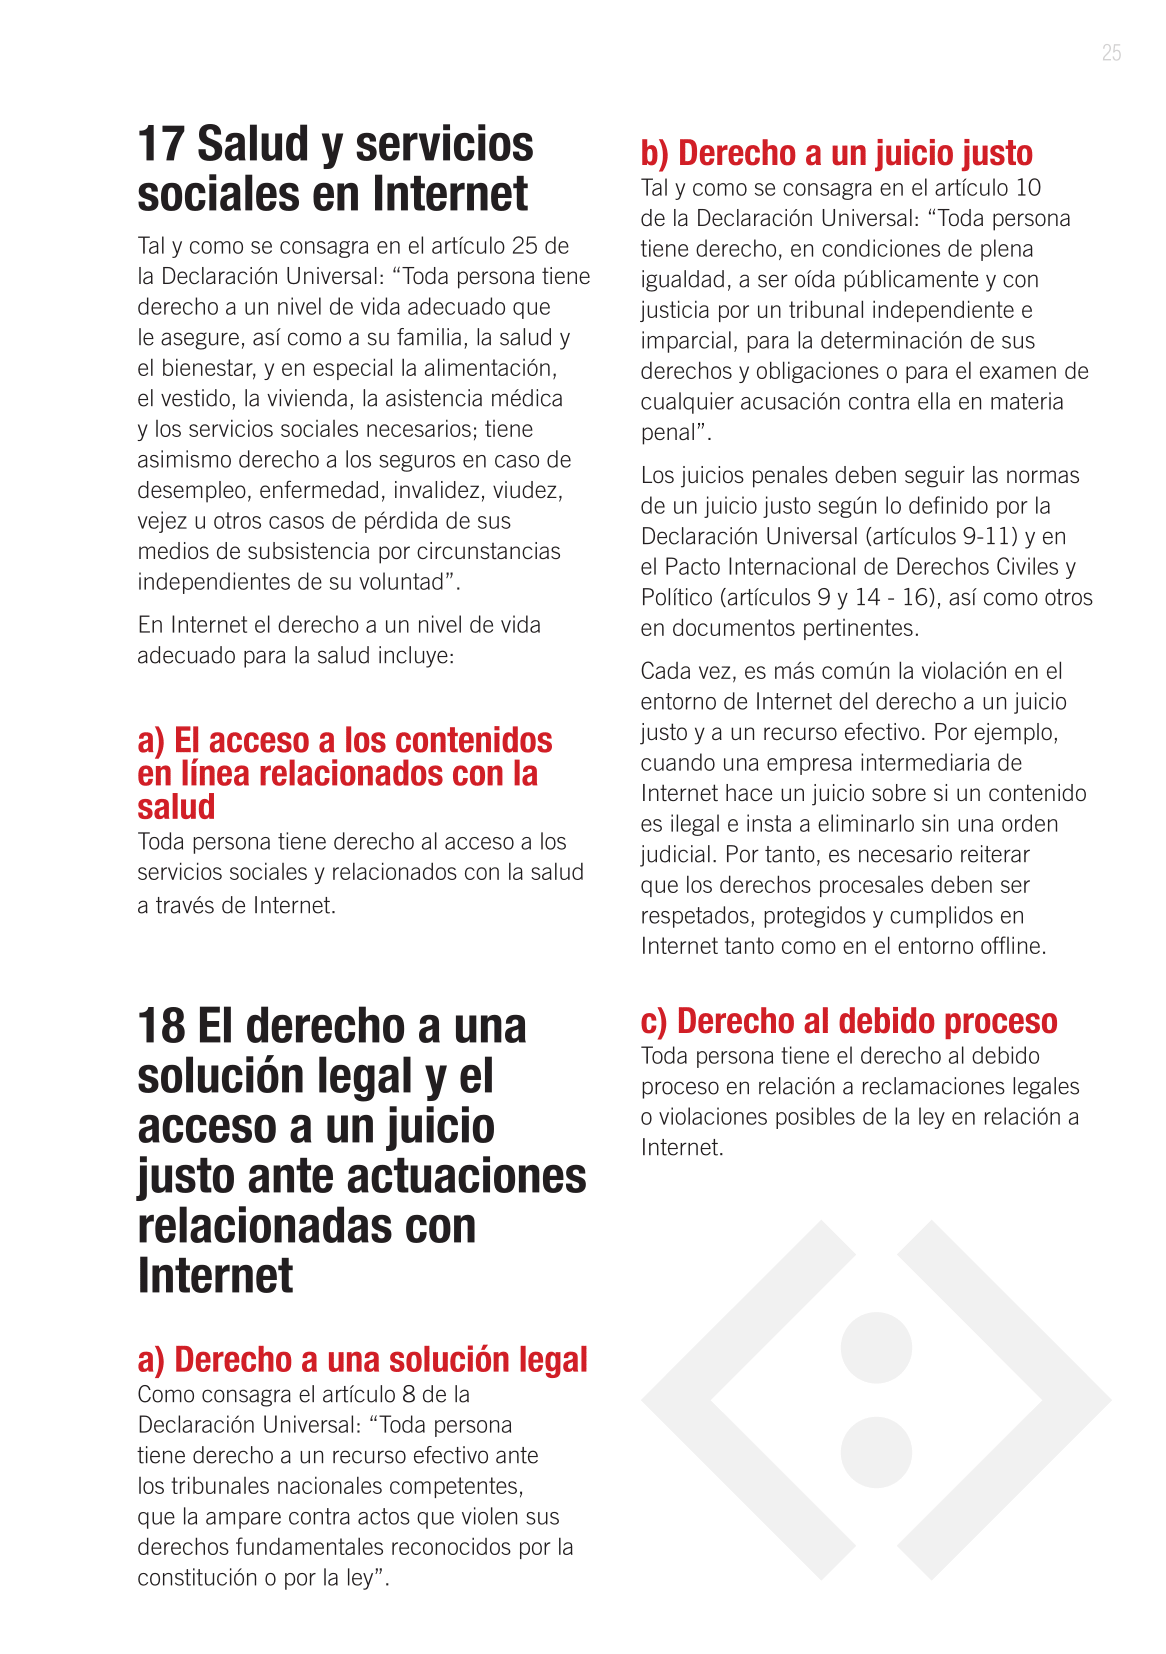 25
17 Salud y servicios
sociales en Internet
Tal y como se consagra en el artículo 25 de
la Declaración Universal: “Toda persona tiene
derecho a un nivel de vida adecuado que
le asegure, así como a su familia, la salud y
el bienestar, y en especial la alimentación,
el vestido, la vivienda, la asistencia médica
y los servicios sociales necesarios; tiene
asimismo derecho a los seguros en caso de
desempleo, enfermedad, invalidez, viudez,
vejez u otros casos de pérdida de sus
medios de subsistencia por circunstancias
independientes de su voluntad”.
En Internet el derecho a un nivel de vida
adecuado para la salud incluye:
a) El acceso a los contenidos
en línea relacionados con la
salud
Toda persona tiene derecho al acceso a los
servicios sociales y relacionados con la salud
a través de Internet.
18 El derecho a una
solución legal y el
acceso a un juicio
justo ante actuaciones
relacionadas con
Internet
a) Derecho a una solución legal
Como consagra el artículo 8 de la
Declaración Universal: “Toda persona
tiene derecho a un recurso efectivo ante
los tribunales nacionales competentes,
que la ampare contra actos que violen sus
derechos fundamentales reconocidos por la
constitución o por la ley”.
b) Derecho a un juicio justo
Tal y como se consagra en el artículo 10
de la Declaración Universal: “Toda persona
tiene derecho, en condiciones de plena
igualdad, a ser oída públicamente y con
justicia por un tribunal independiente e
imparcial, para la determinación de sus
derechos y obligaciones o para el examen de
cualquier acusación contra ella en materia
penal”.
Los juicios penales deben seguir las normas
de un juicio justo según lo definido por la
Declaración Universal (artículos 9-11) y en
el Pacto Internacional de Derechos Civiles y
Político (artículos 9 y 14 - 16), así como otros
en documentos pertinentes.
Cada vez, es más común la violación en el
entorno de Internet del derecho a un juicio
justo y a un recurso efectivo. Por ejemplo,
cuando una empresa intermediaria de
Internet hace un juicio sobre si un contenido
es ilegal e insta a eliminarlo sin una orden
judicial. Por tanto, es necesario reiterar
que los derechos procesales deben ser
respetados, protegidos y cumplidos en
Internet tanto como en el entorno offline.
c) Derecho al debido proceso
Toda persona tiene el derecho al debido
proceso en relación a reclamaciones legales
o violaciones posibles de la ley en relación a
Internet.